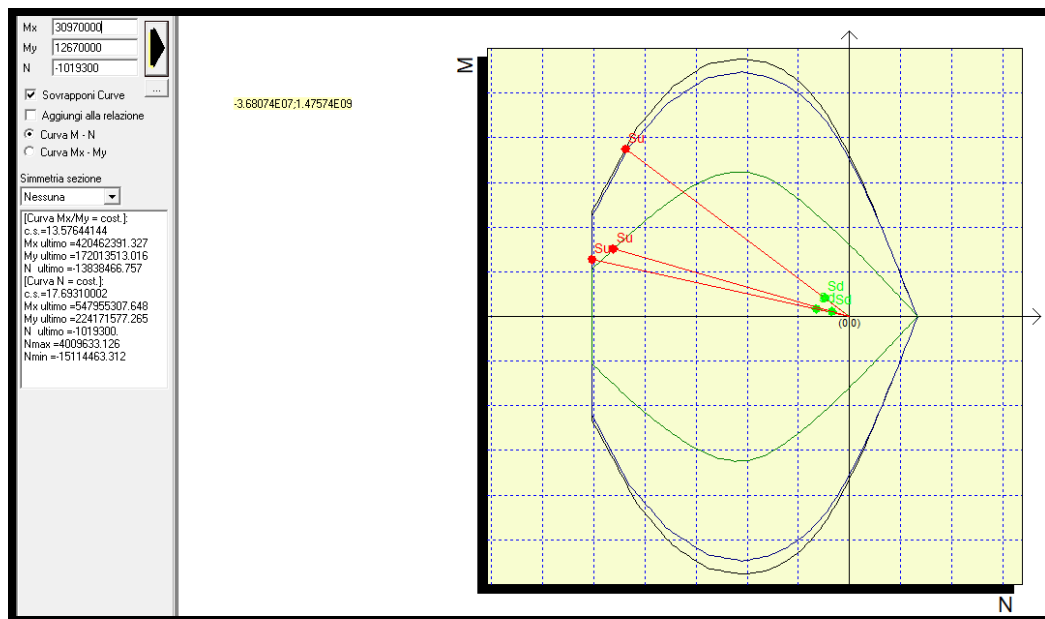 Mx 30970000
My 12670000
N -1019300
...
Sovrapponi Curve
Aggiungi alla relazione
Curva M - N
Curva Mx - My
Simmetria sezione
Nessuna
[Curva Mx/My = cost.]:
c.s.=13.57644144
Mx ultimo =420462391.327
My ultimo =172013513.016
N ultimo =-13838466.757
[Curva N = cost.]:
c.s.=17.69310002
Mx ultimo =547955307.648
My ultimo =224171577.265
N ultimo =-1019300.
Nmax =4009633.126
Nmin =-15114463.312
-3.68074E07;1.47574E09
M
Su
Su
Su
Sd
Sd
(0;0)
N